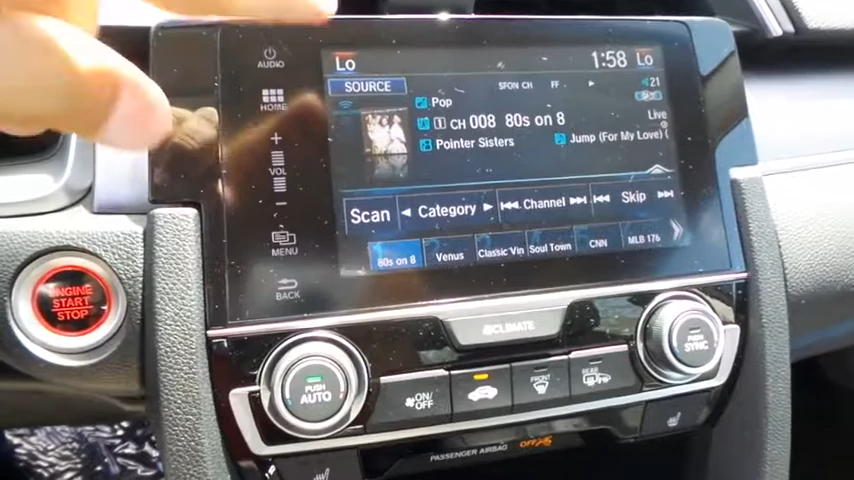 AUDIO
Lo
1:58
Lo
SOURCE
SFON CH
FF
21
HOME
Pop
Live
1 CH 008 80s on 8
Pointer Sisters
Jump (For My Love)
VOL
Scan
Category
Channel
Skip
MENU
80s on 8
Venus
Classic Vin
Soul Town
CNN
MLB 176
BACK
ENGINE
START
STOP
CLIMATE
PUSH
AUTO
ON
OFF
FRONT
REAR
PUSH
SYNC
PASSENGER AIRBAG
OFF